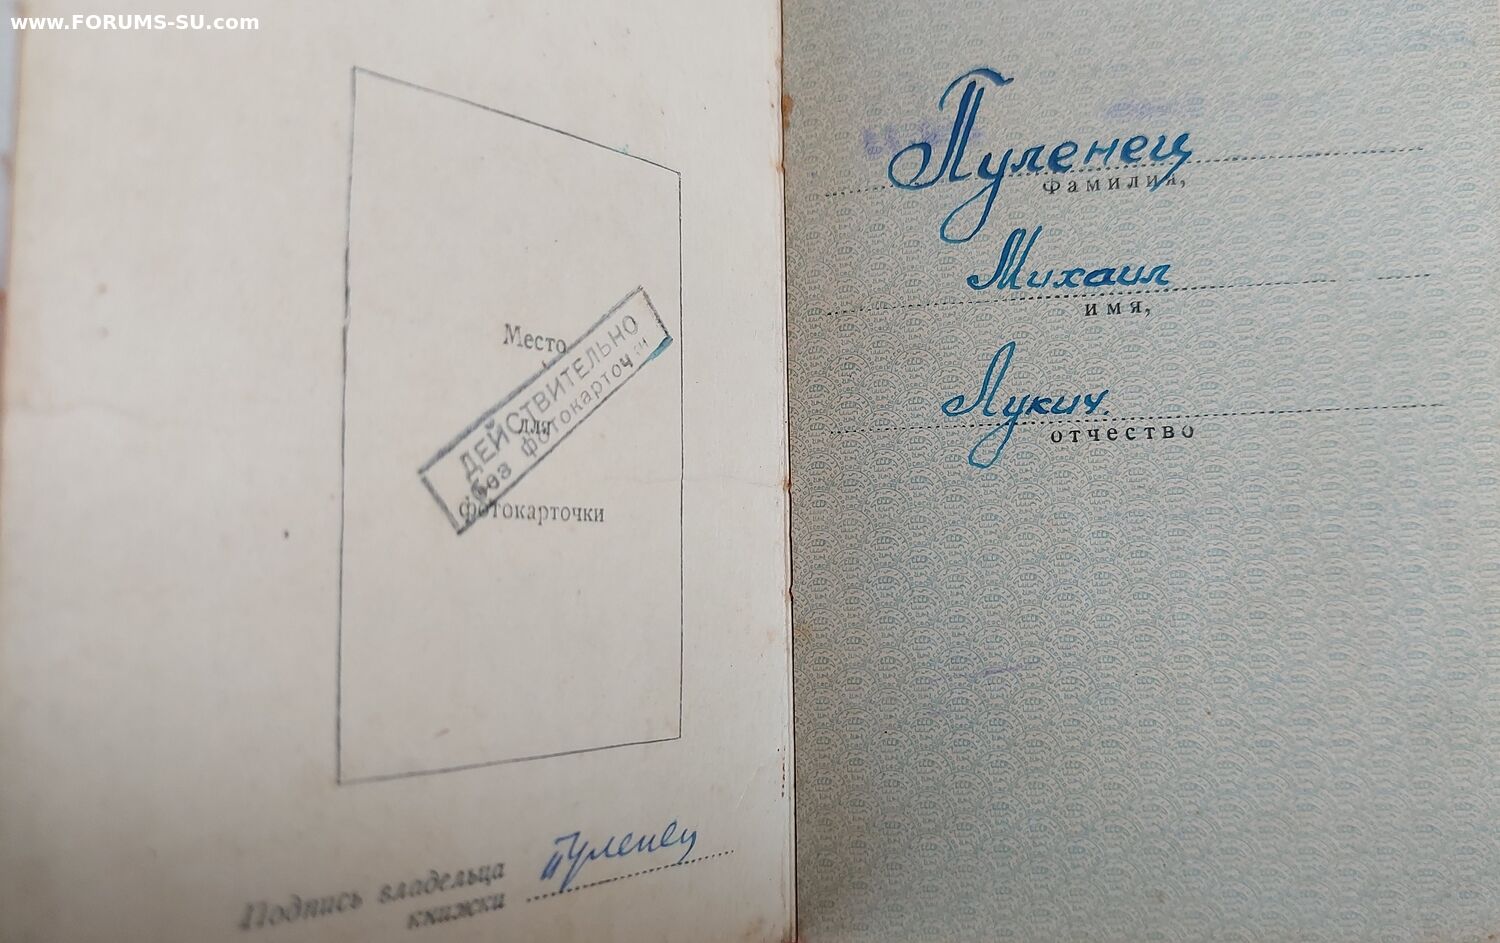 www.FORUMS-SU.com
Место
для
фотокарточки
ДЕЙСТВИТЕЛЬНО
без фотокарточки
Подпись владельца
книжки
Пуленец
Пуленец
Фамилия,
Михаил
имя,
Лукич.
отчество